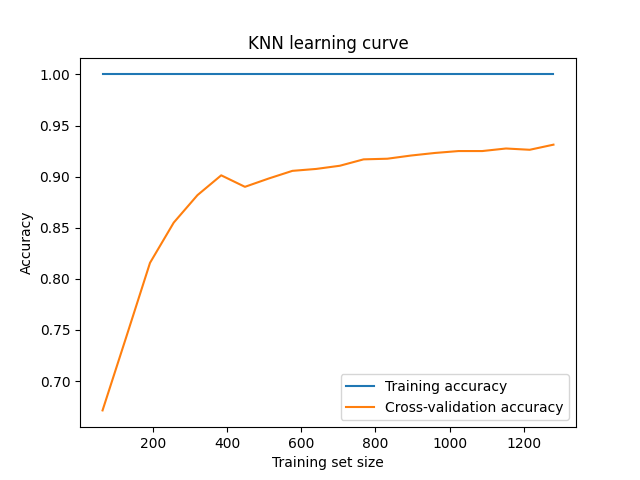 KNN learning curve
1.00
0.95
0.90
0.85
0.80
0.75
0.70
Accuracy
200 400 600 800 1000 1200
Training set size
Training accuracy
Cross-validation accuracy